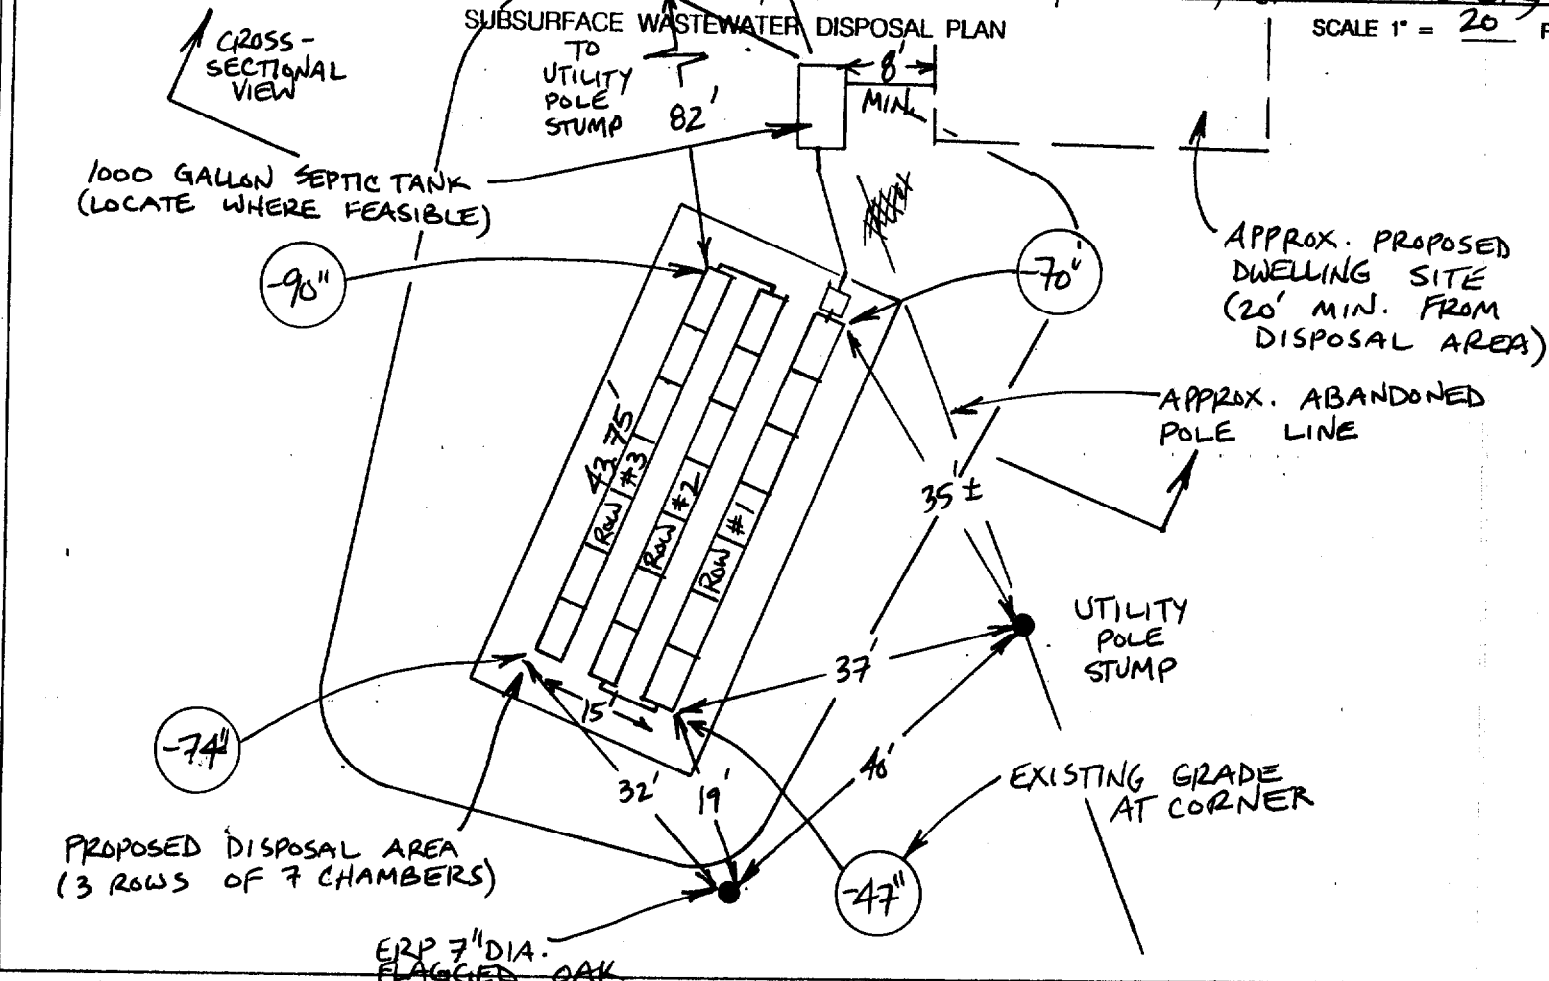 SUBSURFACE WASTEWATER DISPOSAL PLAN
SCALE 1" = 20
CROSS-
SECTIONAL
VIEW
TO
UTILITY
POLE
STUMP
82'
8'
MIN.
1000 GALLON SEPTIC TANK
(LOCATE WHERE FEASIBLE)
-90"
-70"
APPROX. PROPOSED
DWELLING SITE
(20' MIN. FROM
DISPOSAL AREA)
APPROX. ABANDONED
POLE LINE
43.75'
ROW #3
ROW #2
ROW #1
35'±
UTILITY
POLE
STUMP
37'
-74"
15'
32'
19'
40'
EXISTING GRADE
AT CORNER
PROPOSED DISPOSAL AREA
(3 ROWS OF 7 CHAMBERS)
-47"
ERP 7" DIA.
FLAGGED OAK